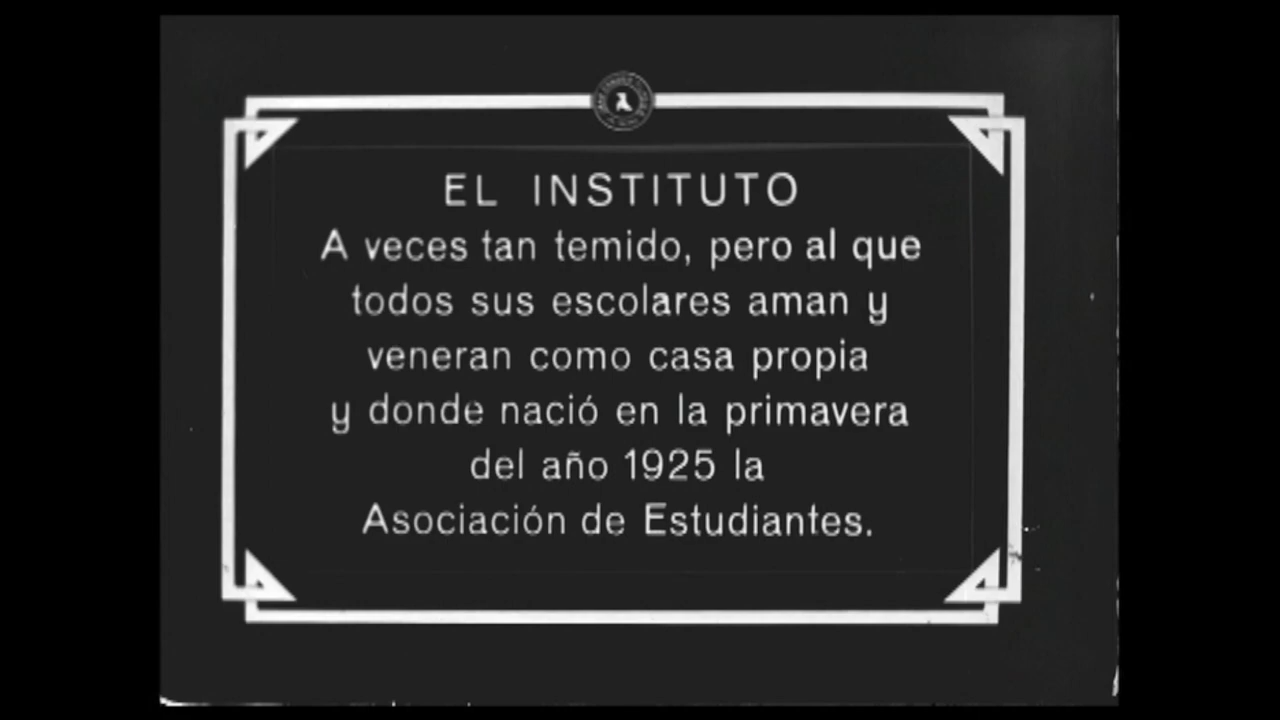 EL INSTITUTO
A veces tan temido, pero al que
todos sus escolares aman y
veneran como casa propia
y donde nació en la primavera
del año 1925 la
Asociación de Estudiantes.